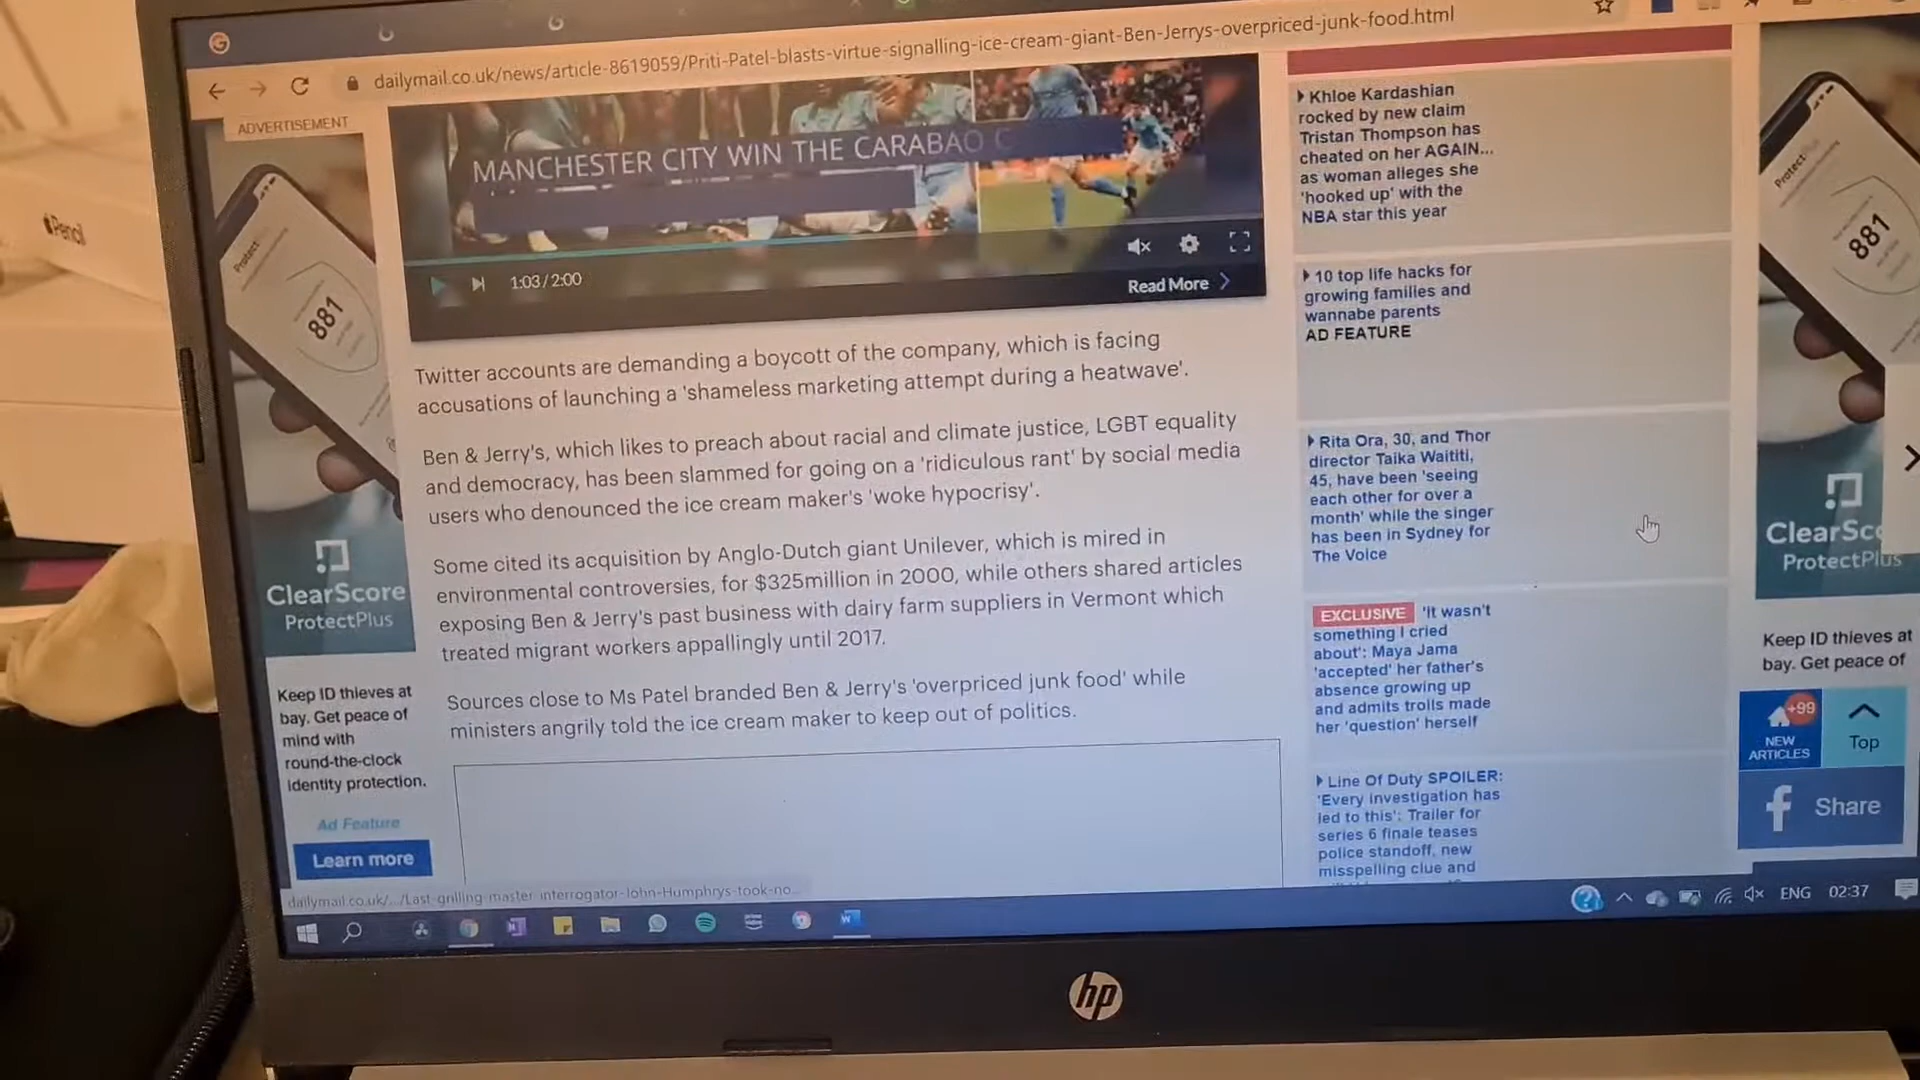 dailymail.co.uk/news/article-8619059/Priti-Patel-blasts-virtue-signalling-ice-cream-giant-Ben-Jerrys-overpriced-junk-food.html
ADVERTISEMENT
Protect
881
ClearScore
ProtectPlus
Keep ID thieves at
bay. Get peace of
mind with
round-the-clock
identity protection.
Ad Feature
Learn more
Pencil
MANCHESTER CITY WIN THE CARABAO C
1:03 / 2:00
Read More
Twitter accounts are demanding a boycott of the company, which is facing
accusations of launching a 'shameless marketing attempt during a heatwave'.
Ben & Jerry's, which likes to preach about racial and climate justice, LGBT equality
and democracy, has been slammed for going on a 'ridiculous rant' by social media
users who denounced the ice cream maker's 'woke hypocrisy'.
Some cited its acquisition by Anglo-Dutch giant Unilever, which is mired in
environmental controversies, for $325million in 2000, while others shared articles
exposing Ben & Jerry's past business with dairy farm suppliers in Vermont which
treated migrant workers appallingly until 2017.
Sources close to Ms Patel branded Ben & Jerry's 'overpriced junk food' while
ministers angrily told the ice cream maker to keep out of politics.
Khloe Kardashian
rocked by new claim
Tristan Thompson has
cheated on her AGAIN...
as woman alleges she
'hooked up' with the
NBA star this year
10 top life hacks for
growing families and
wannabe parents
AD FEATURE
Rita Ora, 30, and Thor
director Taika Waititi,
45, have been 'seeing
each other for over a
month' while the singer
has been in Sydney for
The Voice
EXCLUSIVE 'It wasn't
something I cried
about': Maya Jama
'accepted' her father's
absence growing up
and admits trolls made
her 'question' herself
Line Of Duty SPOILER:
'Every investigation has
led to this': Trailer for
series 6 finale teases
police standoff, new
misspelling clue and
Protect
881
ClearSc
ProtectPlus
Keep ID thieves at
bay. Get peace of
+99
NEW
ARTICLES
Top
Share
dailymail.co.uk/.../Last-grilling-master-interrogator-John-Humphrys-took-no...
ENG
02:37
hp